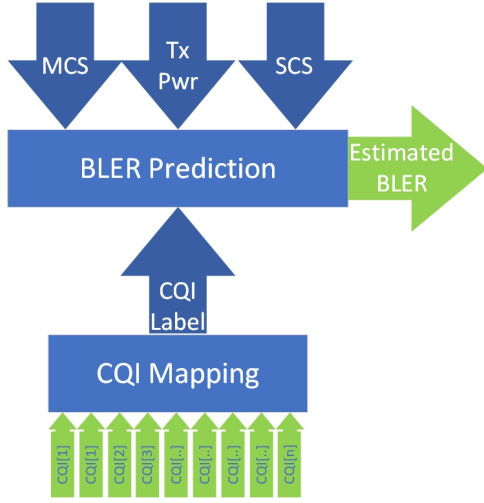 MCS
Tx
Pwr
SCS
BLER Prediction
Estimated
BLER
CQI
Label
CQI Mapping
CQI[1]
CQI[1]
CQI[2]
CQI[3]
CQI[..]
CQI[..]
CQI[..]
CQI[..]
CQI[n]